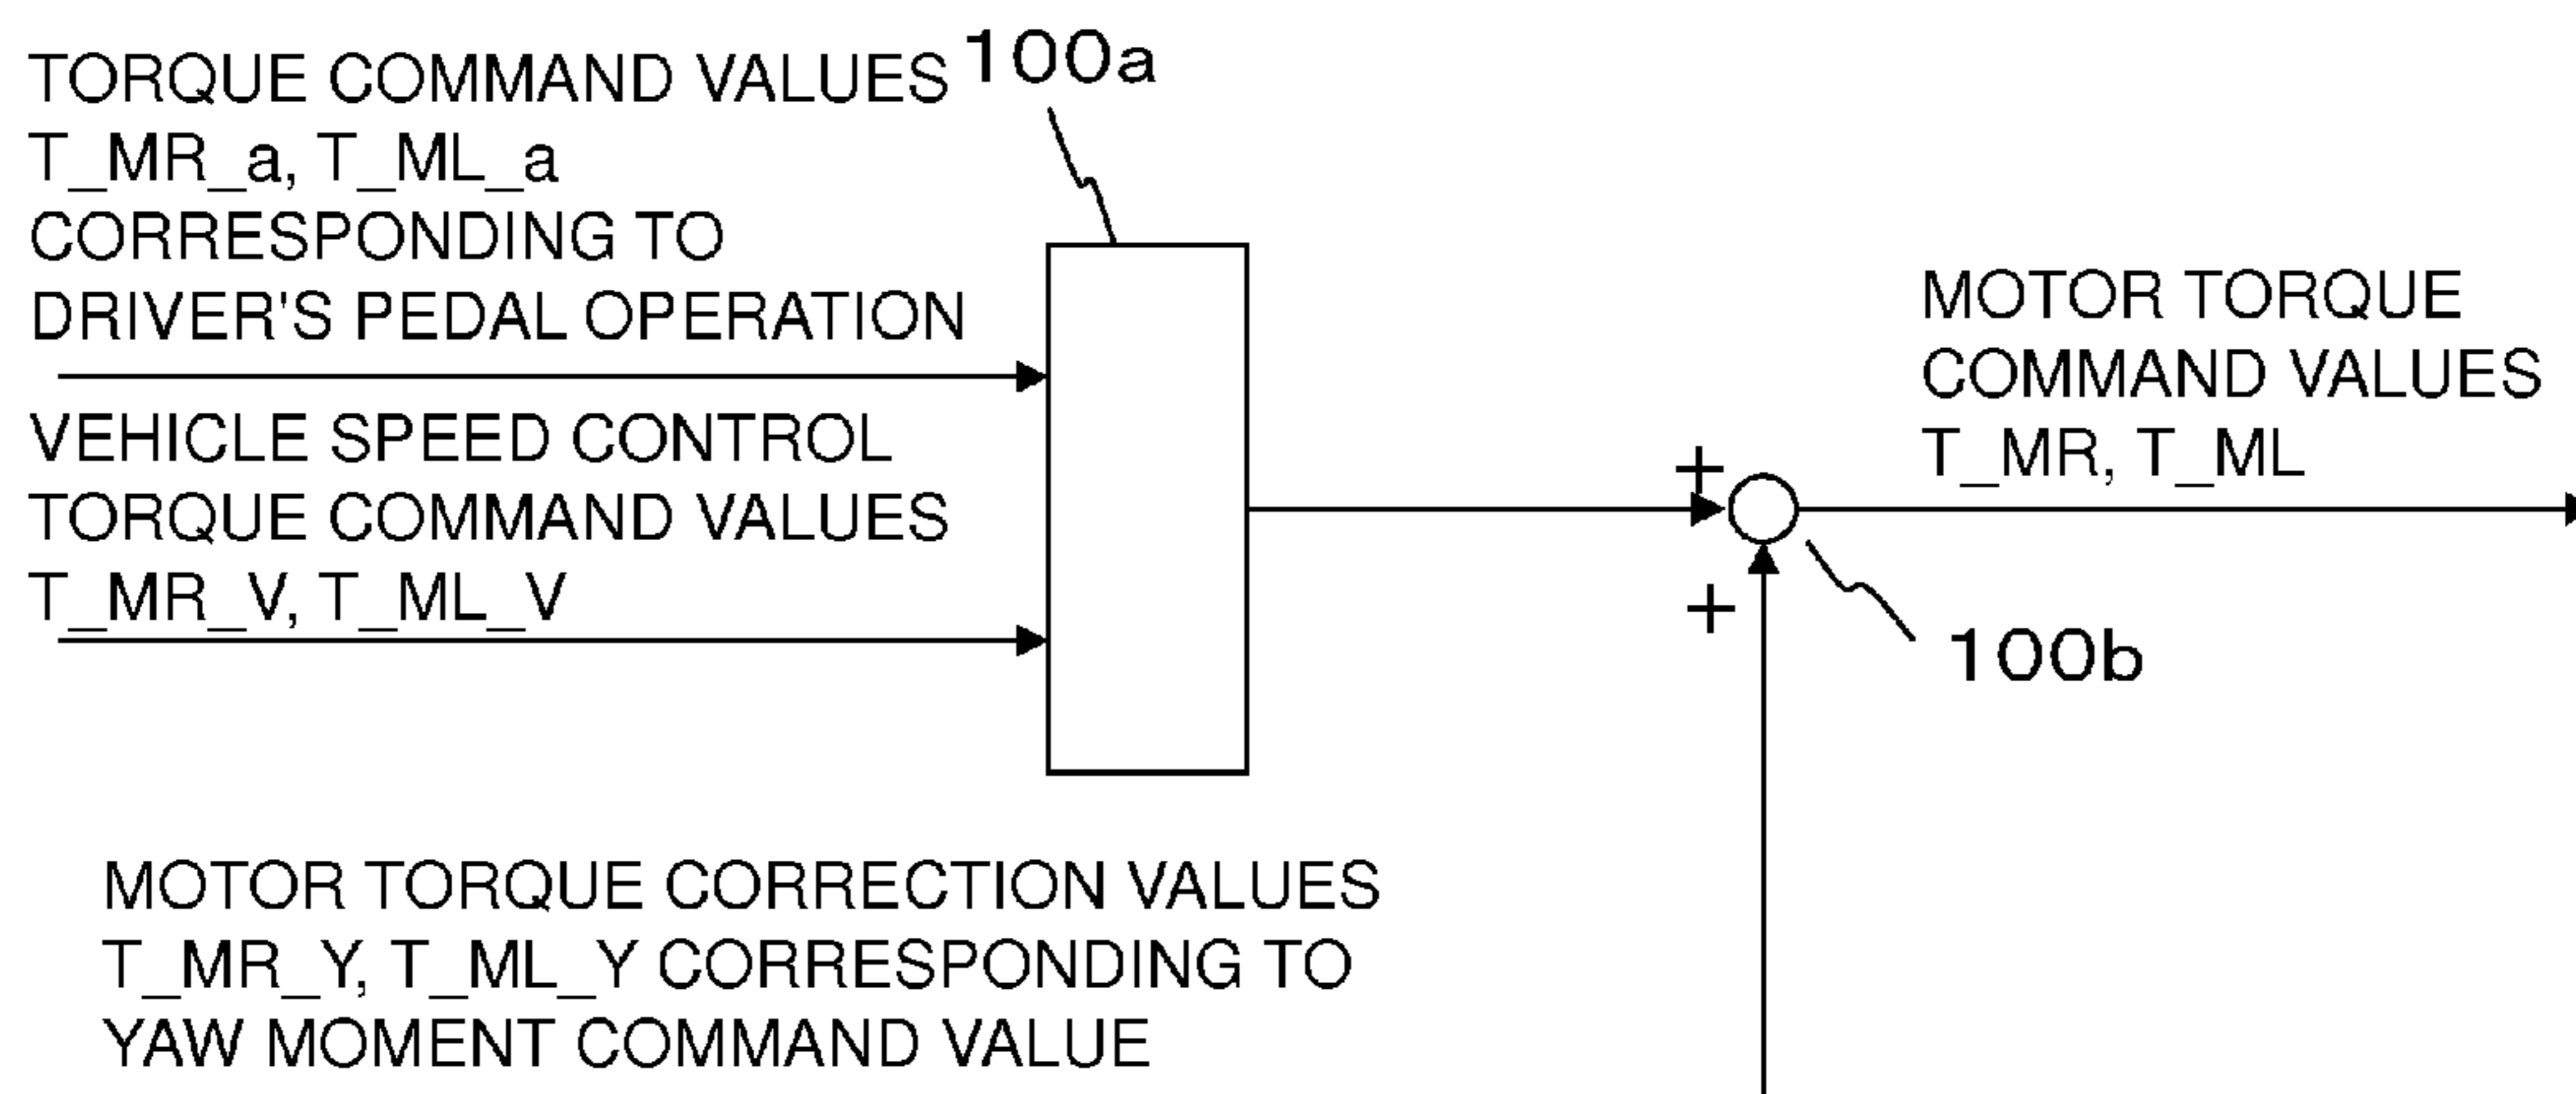 TORQUE COMMAND VALUES
T_MR_a, T_ML_a
CORRESPONDING TO
DRIVER'S PEDAL OPERATION
100a
VEHICLE SPEED CONTROL
TORQUE COMMAND VALUES
T_MR_V, T_ML_V
MOTOR TORQUE
COMMAND VALUES
T_MR, T_ML
+
+
100b
MOTOR TORQUE CORRECTION VALUES
T_MR_Y, T_ML_Y CORRESPONDING TO
YAW MOMENT COMMAND VALUE